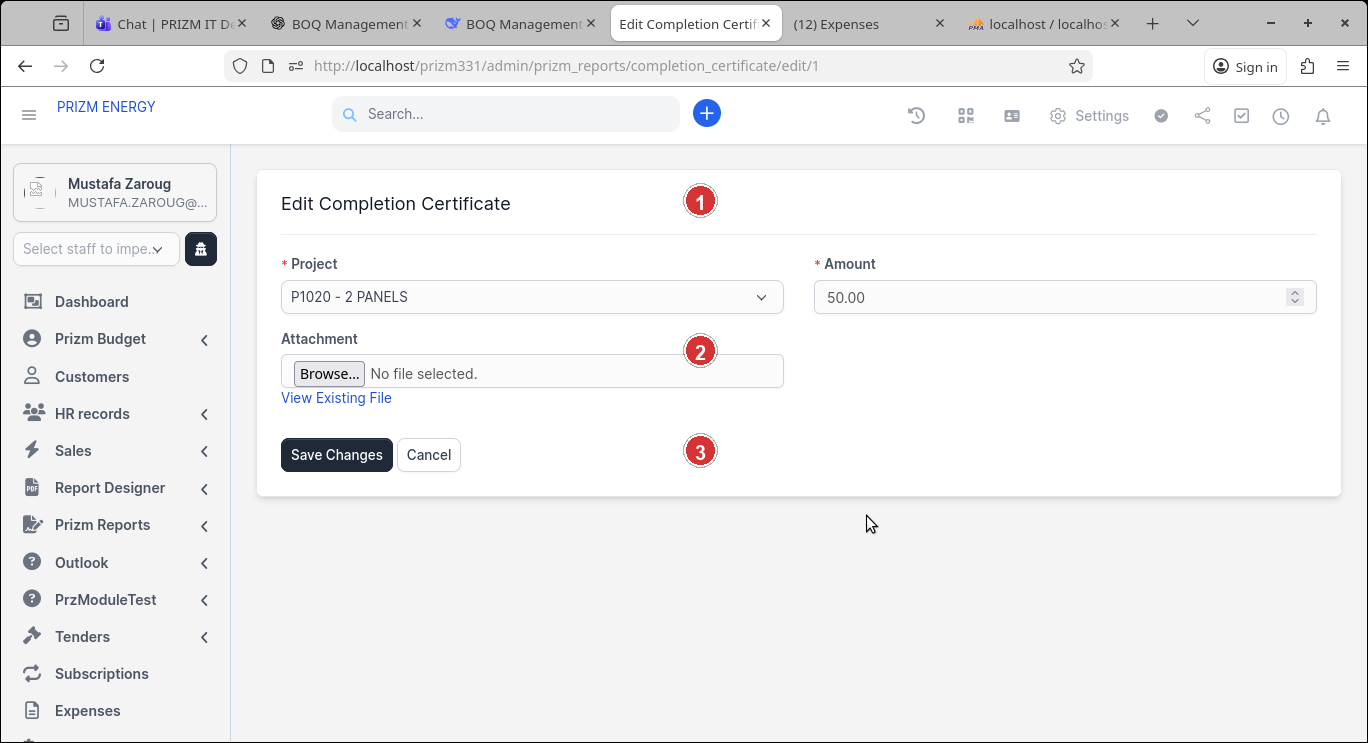 Chat | PRIZM IT De
BOQ Management
BOQ Management
Edit Completion Certif
(12) Expenses
localhost / localhos
http://localhost/prizm331/admin/prizm_reports/completion_certificate/edit/1
Sign in
PRIZM ENERGY
Search...
Settings
Mustafa Zaroug
MUSTAFA.ZAROUG@...
Select staff to impe...
Dashboard
Prizm Budget
Customers
HR records
Sales
Report Designer
Prizm Reports
Outlook
PrzModuleTest
Tenders
Subscriptions
Expenses
Edit Completion Certificate
1
* Project
* Amount
P1020 - 2 PANELS
50.00
Attachment
2
Browse... No file selected.
View Existing File
Save Changes
Cancel
3